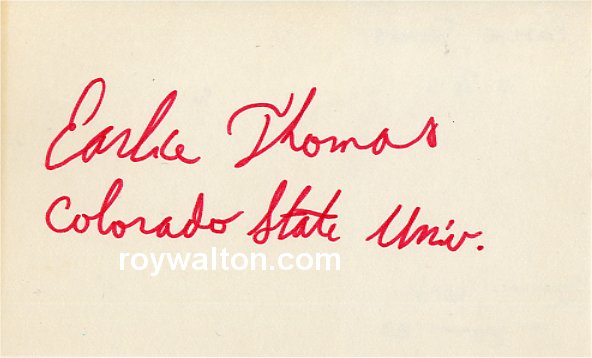 Earlie Thomas
Colorado State Univ.
roywalton.com